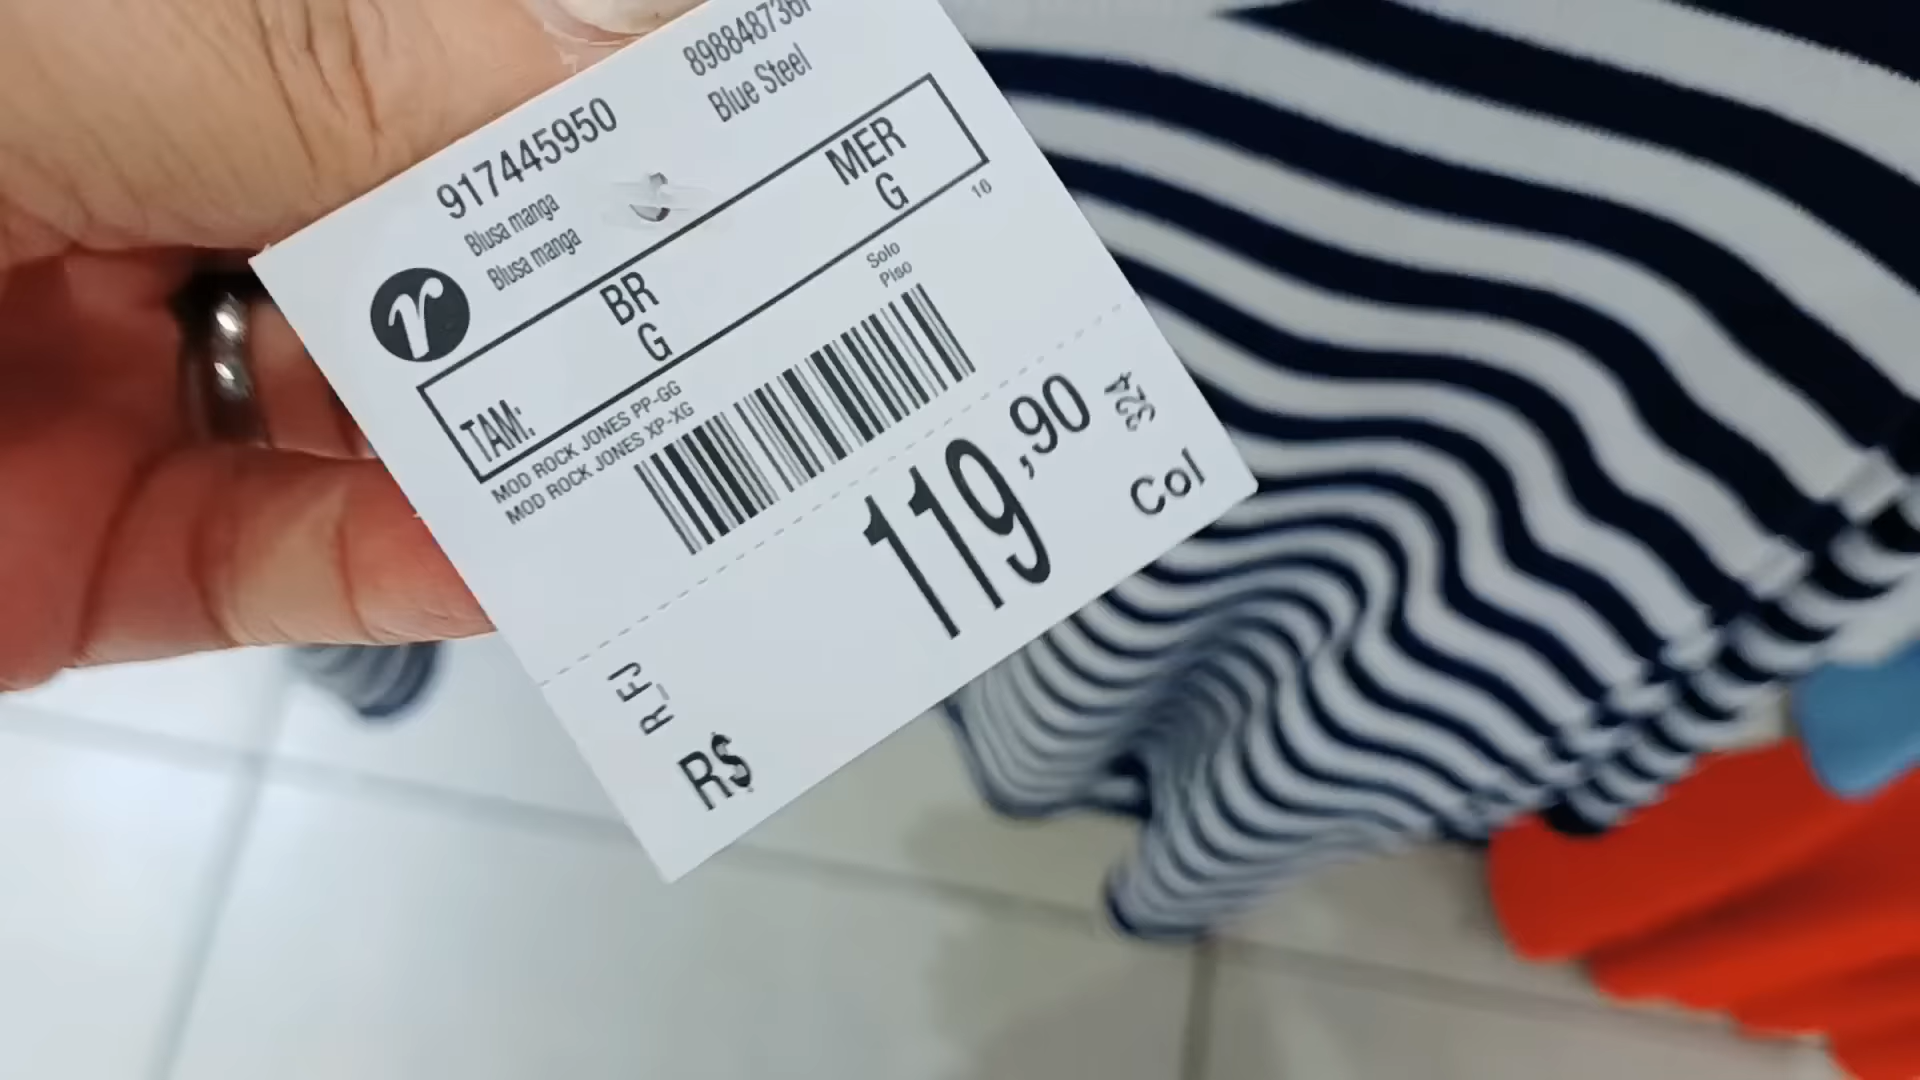 917445950
Blusa manga
Blusa manga
Blue Steel
r
TAM: BR MER
G G
16
MOD ROCK JONES PP-GG
MOD ROCK JONES XP-XG
Solo
Piso
R$ 119,90
R_FJ
324
Col